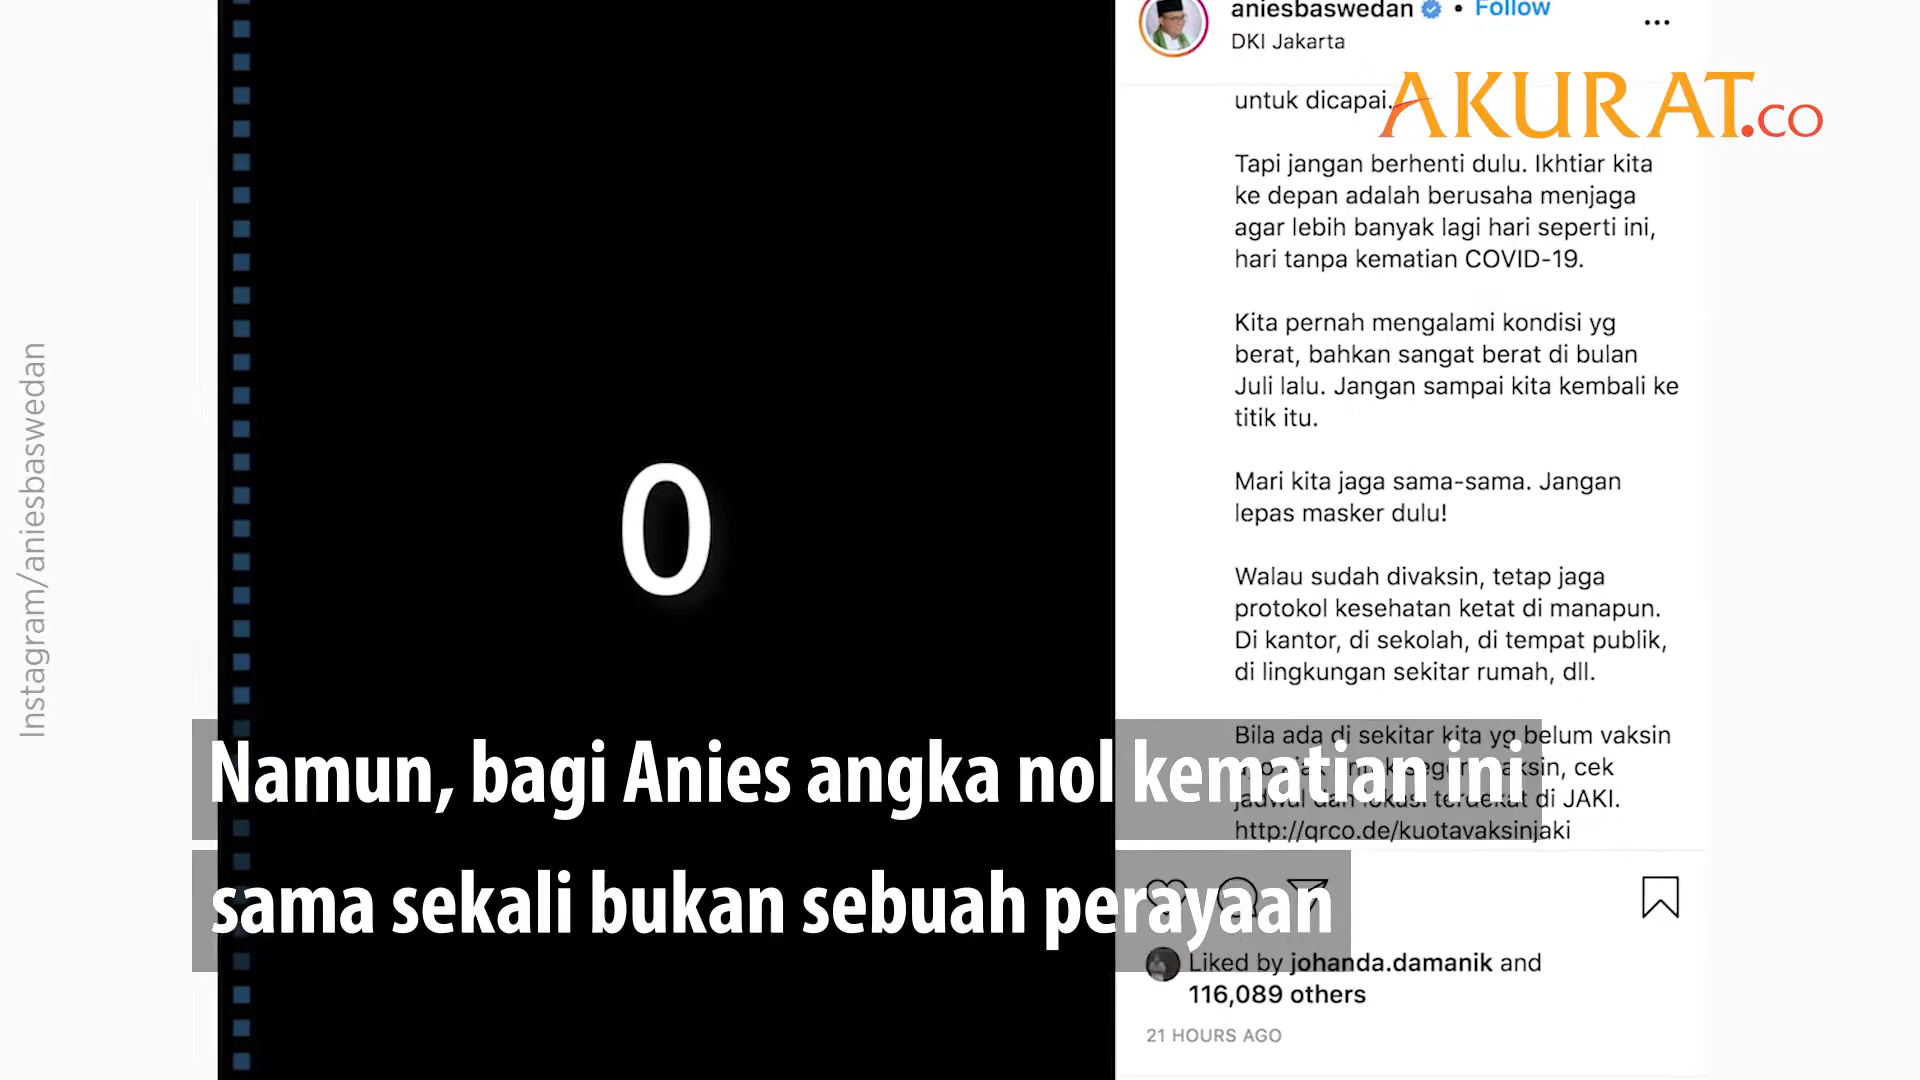 Instagram/aniesbaswedan
0
Namun, bagi Anies angka nol kematian ini
sama sekali bukan sebuah perayaan
aniesbaswedan • Follow
DKI Jakarta
AKURAT.co
untuk dicapai.
Tapi jangan berhenti dulu. Ikhtiar kita
ke depan adalah berusaha menjaga
agar lebih banyak lagi hari seperti ini,
hari tanpa kematian COVID-19.
Kita pernah mengalami kondisi yg
berat, bahkan sangat berat di bulan
Juli lalu. Jangan sampai kita kembali ke
titik itu.
Mari kita jaga sama-sama. Jangan
lepas masker dulu!
Walau sudah divaksin, tetap jaga
protokol kesehatan ketat di manapun.
Di kantor, di sekolah, di tempat publik,
di lingkungan sekitar rumah, dll.
Bila ada di sekitar kita yg belum vaksin
cek
di JAKI.
http://qrco.de/kuotavaksinjaki
Liked by johanda.damanik and
116,089 others
21 HOURS AGO